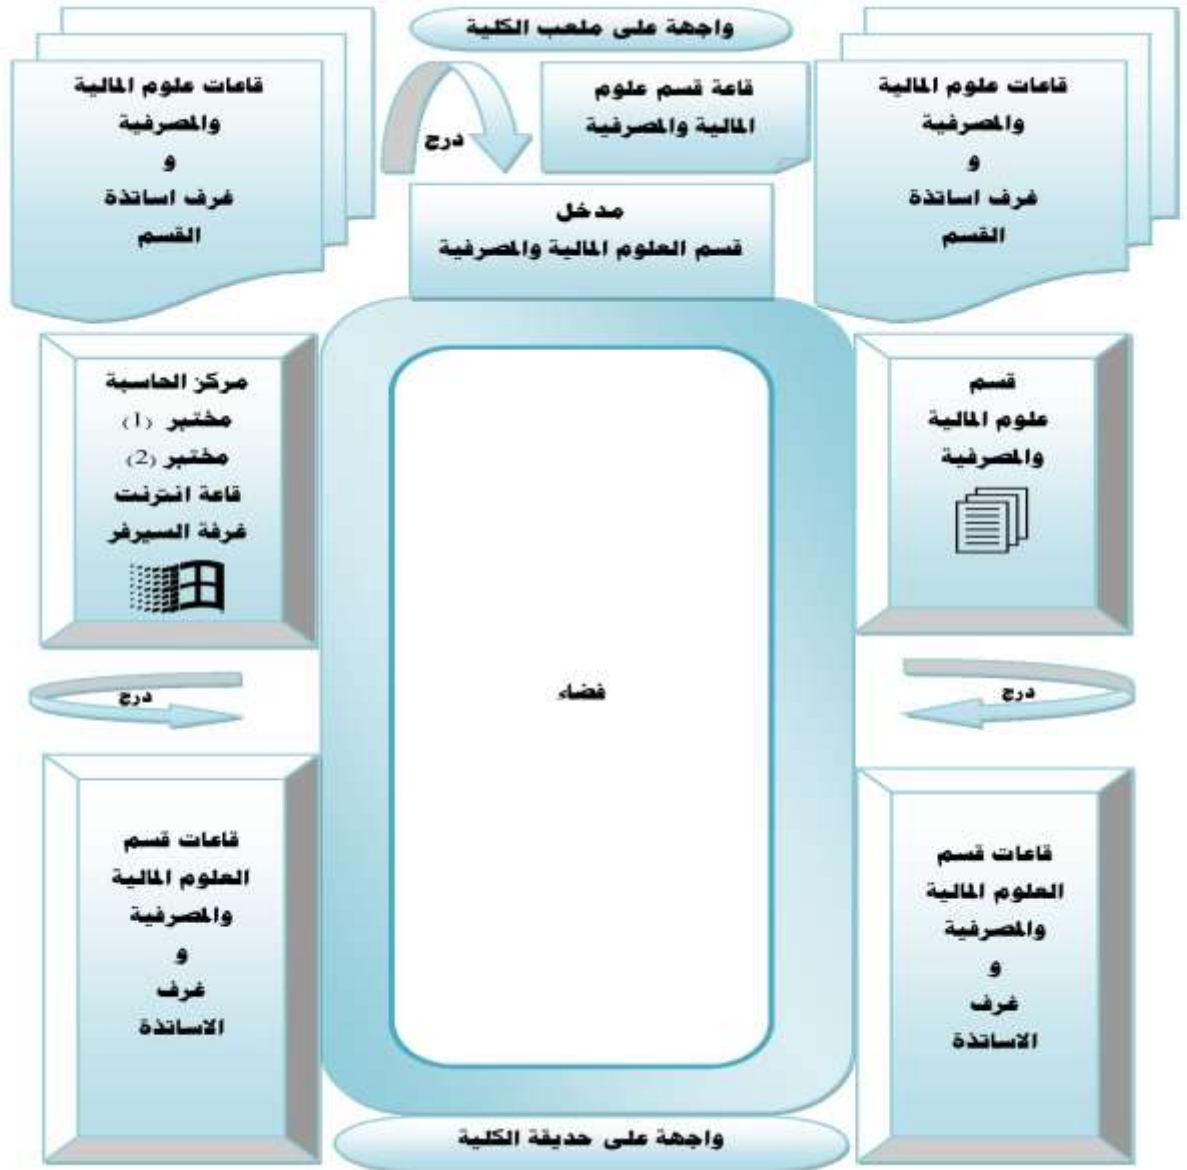 واجهة على ملعب الكلية
قاعات علوم المالية
والمصرفية
و
غرف اساتذة
القسم
قاعة قسم علوم
المالية والمصرفية
درج
قاعات علوم المالية
والمصرفية
و
غرف اساتذة
القسم
مدخل
قسم العلوم المالية والمصرفية
قسم
علوم المالية
والمصرفية
مركز الحاسبة
مختبر (1)
مختبر (2)
قاعة انترنت
غرفة السيرفر
فضاء
درج
درج
قاعات قسم
العلوم المالية
والمصرفية
و
غرف
الاساتذة
قاعات قسم
العلوم المالية
والمصرفية
و
غرف
الاساتذة
واجهة على حديقة الكلية